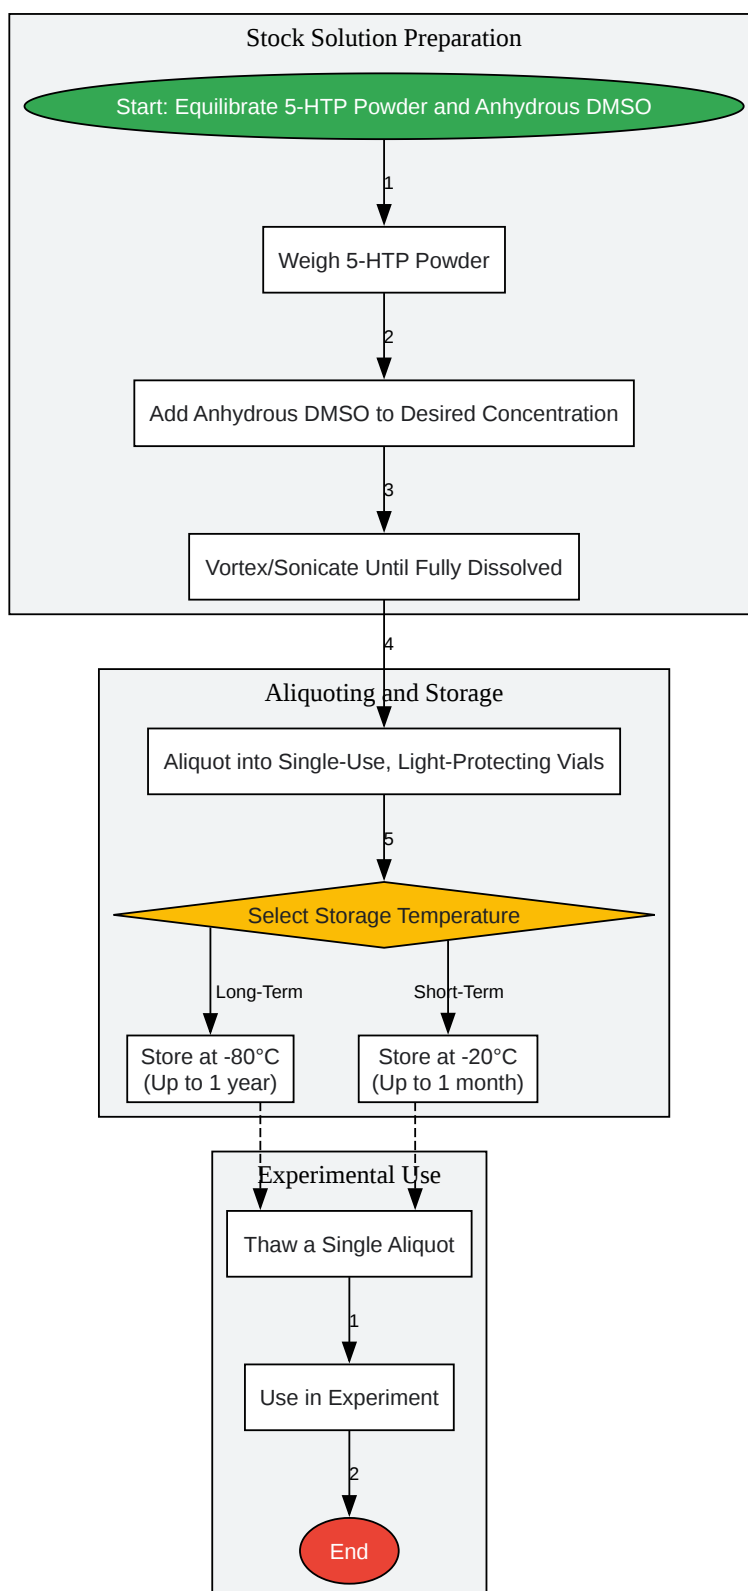 Stock Solution Preparation
Start: Equilibrate 5-HTP Powder and Anhydrous DMSO
1
Weigh 5-HTP Powder
2
Add Anhydrous DMSO to Desired Concentration
3
Vortex/Sonicate Until Fully Dissolved
4
Aliquoting and Storage
Aliquot into Single-Use, Light-Protecting Vials
5
Select Storage Temperature
Long-Term
Short-Term
Store at -80°C
(Up to 1 year)
Store at -20°C
(Up to 1 month)
Experimental Use
Thaw a Single Aliquot
1
Use in Experiment
2
End